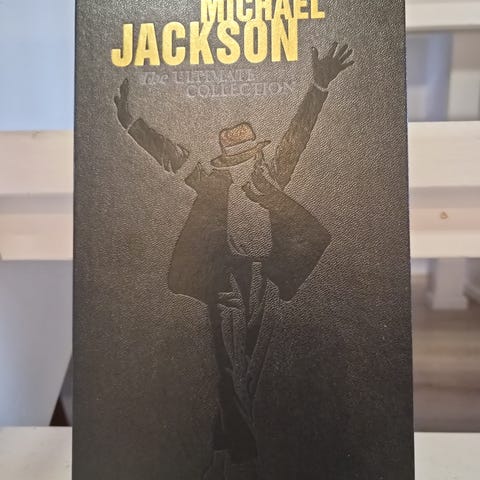 MICHAEL
JACKSON
The ULTIMATE
COLLECTION